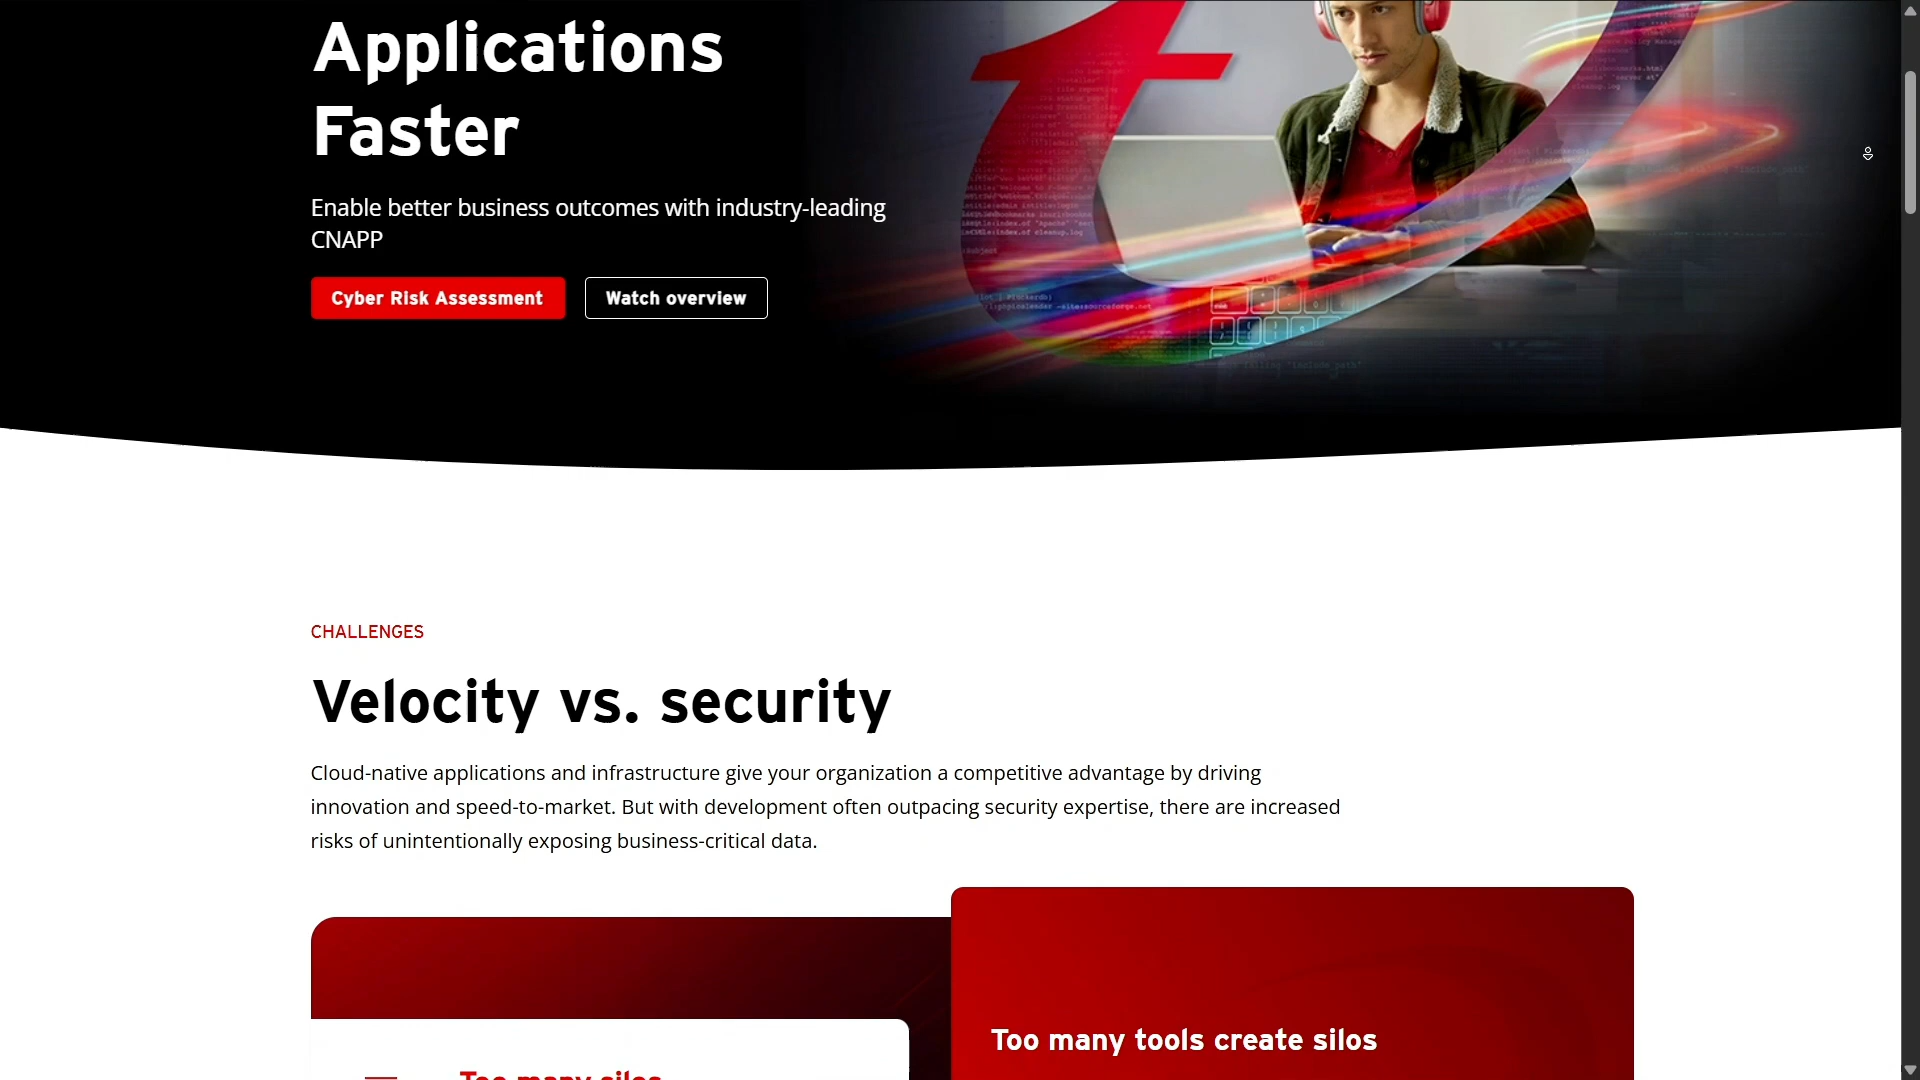 Applications
Faster
Enable better business outcomes with industry-leading
CNAPP
Cyber Risk Assessment
Watch overview
CHALLENGES
Velocity vs. security
Cloud-native applications and infrastructure give your organization a competitive advantage by driving
innovation and speed-to-market. But with development often outpacing security expertise, there are increased
risks of unintentionally exposing business-critical data.
Too many tools create silos
Too many silos